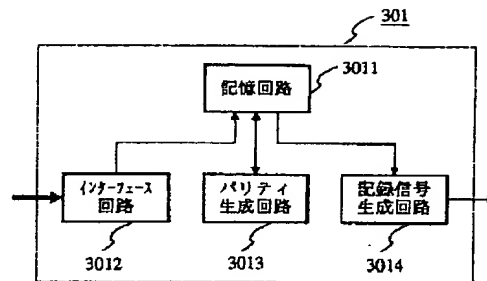 301
3011
記憶回路
インターフェース
回路
パリティ
生成回路
記録信号
生成回路
3012
3013
3014